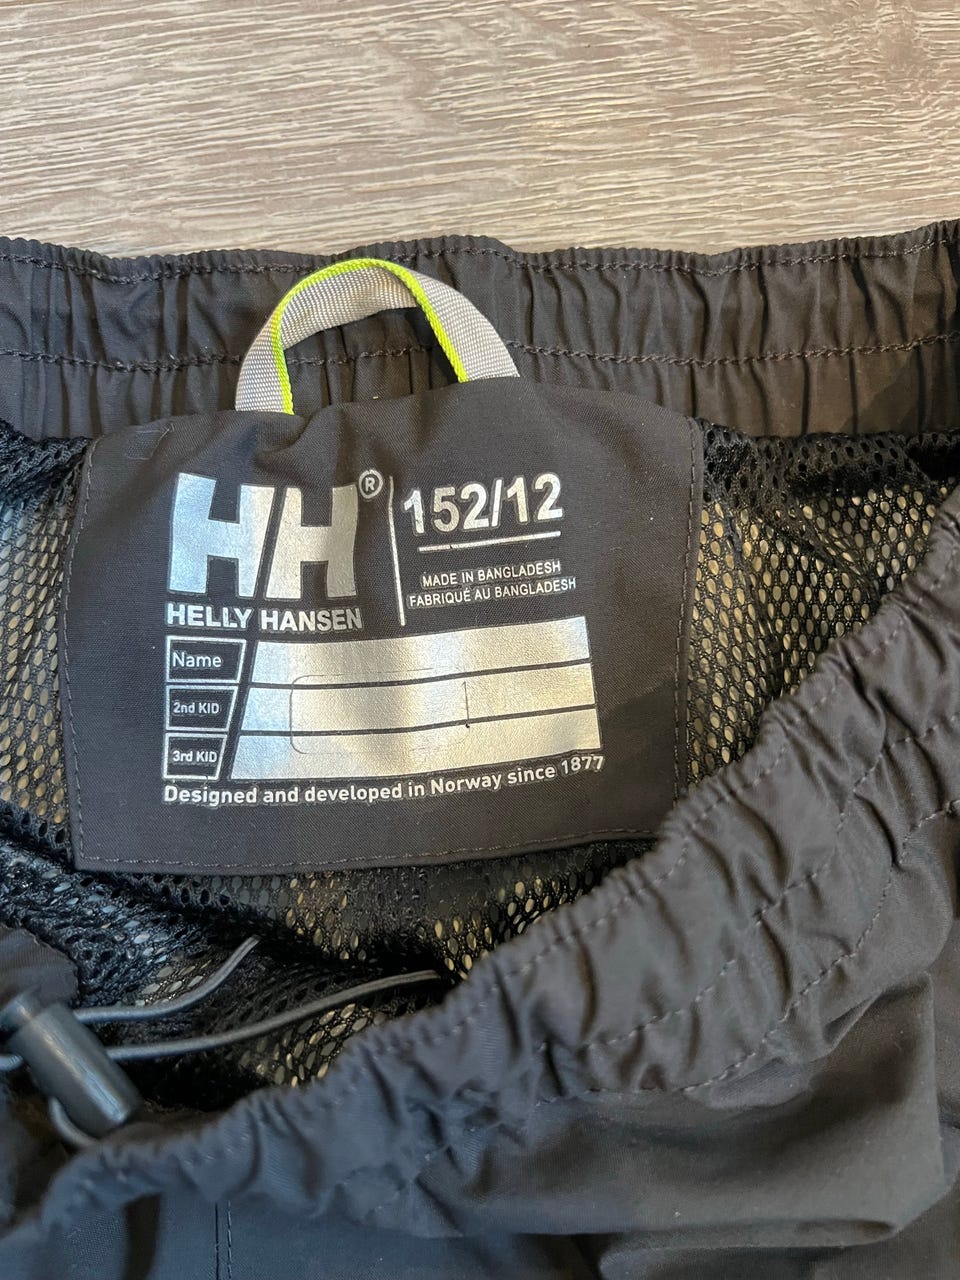 HH®
HELLY HANSEN
152/12
MADE IN BANGLADESH
FABRIQUÉ AU BANGLADESH
Name
2nd KID
3rd KID
Designed and developed in Norway since 1877